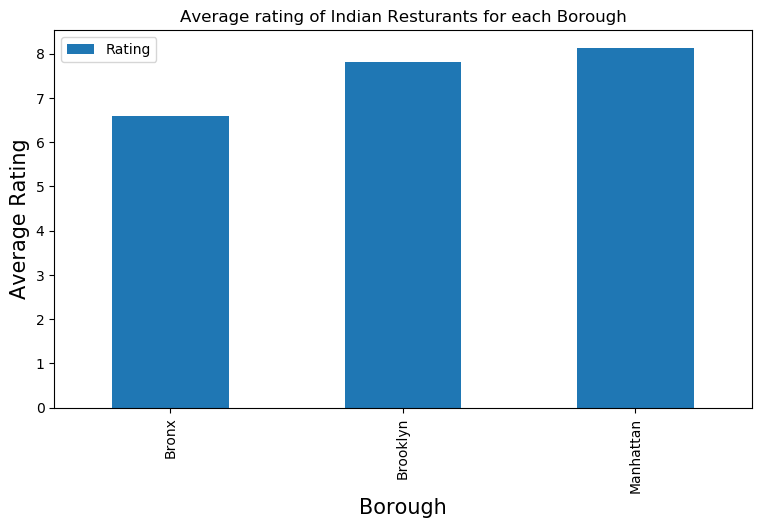 Average rating of Indian Resturants for each Borough
Rating
8
7
6
5
4
3
2
1
0
Average Rating
Bronx
Brooklyn
Manhattan
Borough